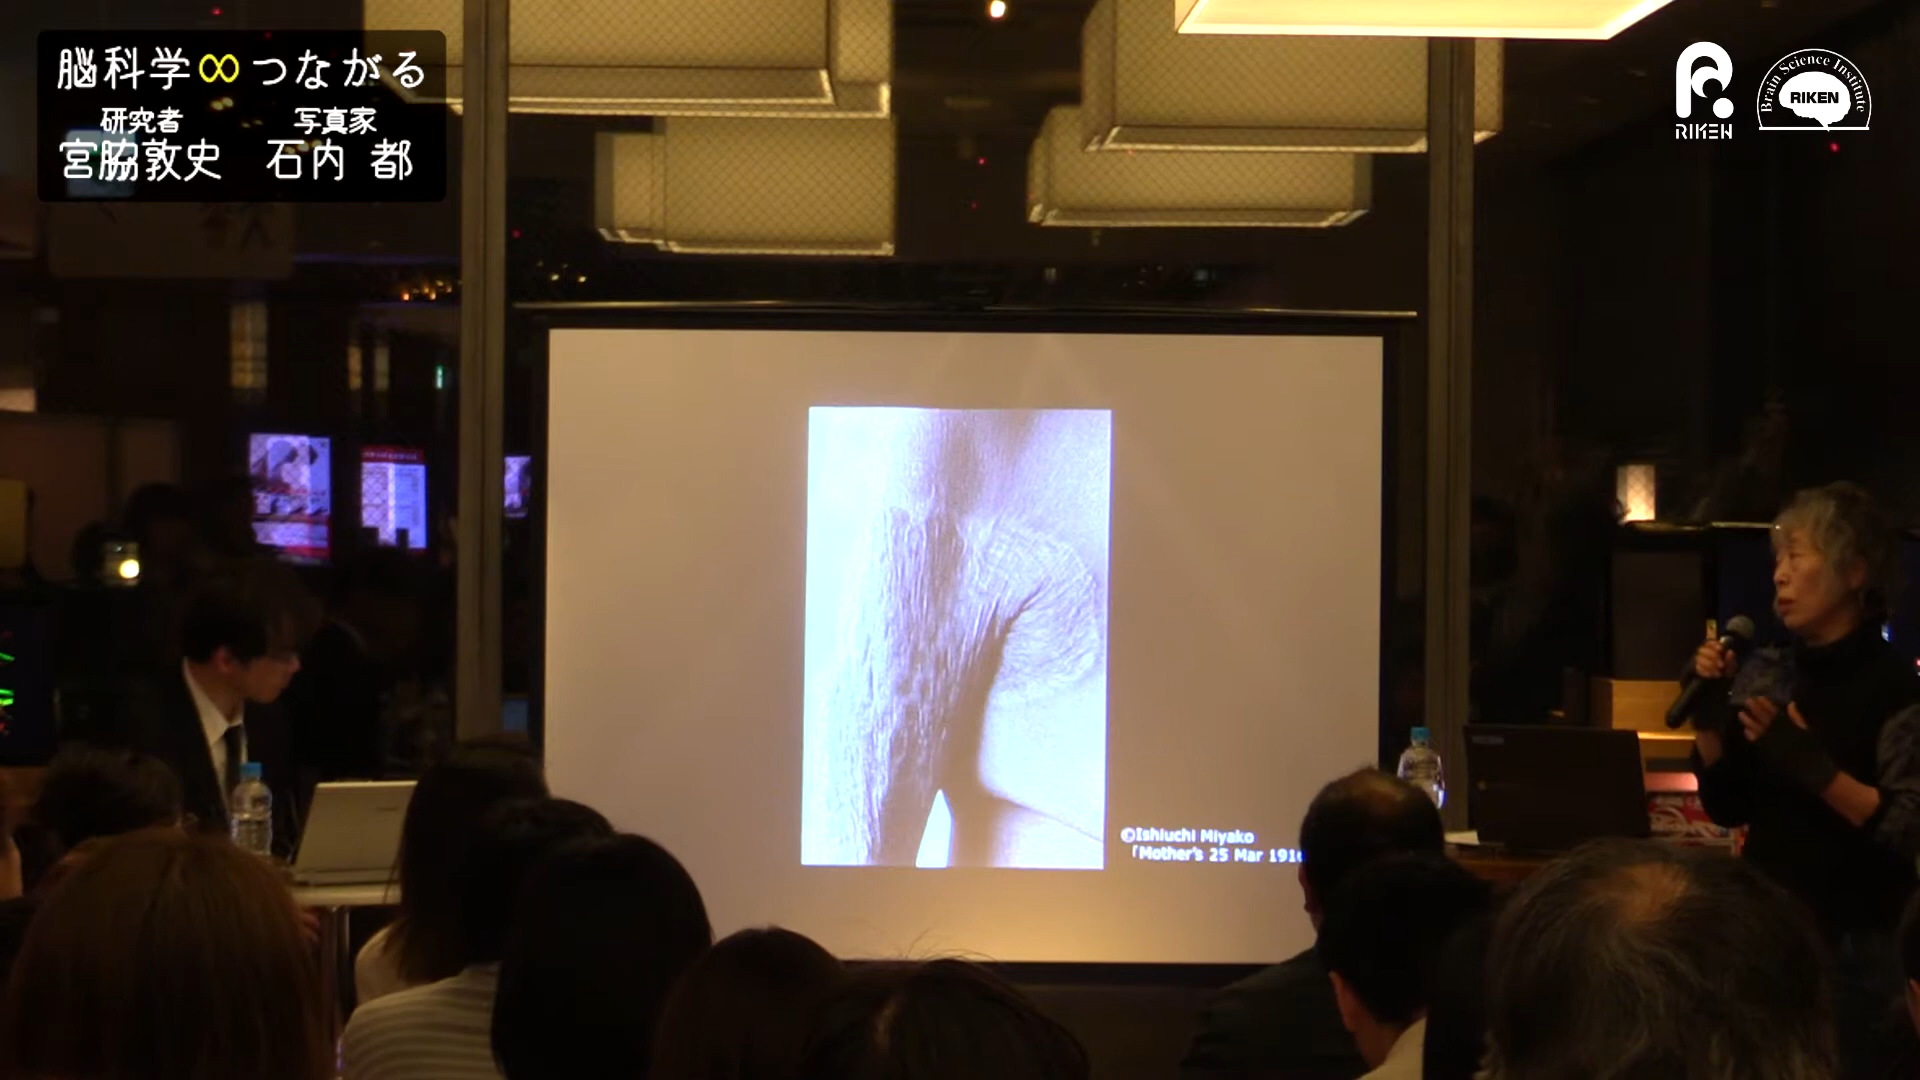 脳科学∞つながる
研究者 写真家
宮脇敦史 石内 都
RIKEN
Brain Science Institute
RIKEN
©Ishiuchi Miyako
「Mother's 25 Mar 191